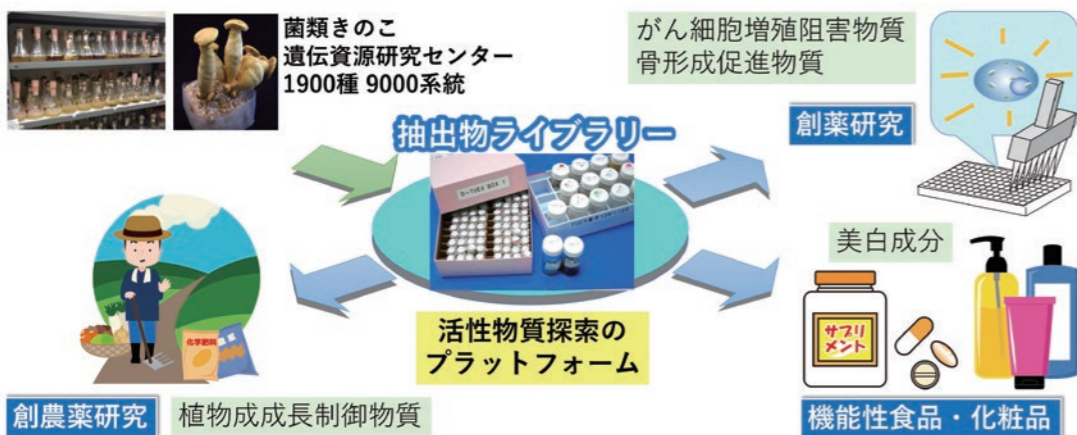 菌類きのこ
遺伝資源研究センター
1900種 9000系統
がん細胞増殖阻害物質
骨形成促進物質
創薬研究
抽出物ライブラリー
美白成分
サプリ
メント
化学肥料
活性物質探索の
プラットフォーム
創農薬研究
植物成成長制御物質
機能性食品・化粧品